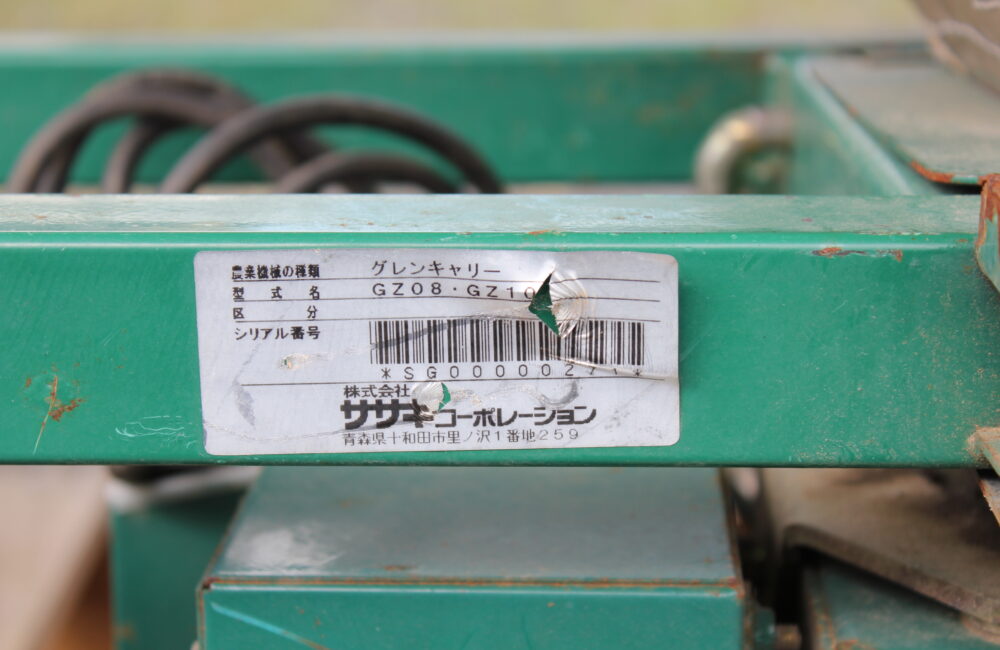 農業機械の種類 グレンキャリー
型式名 GZ08・GZ10
区分
シリアル番号
*SG0000027 *
株式会社
ササキコーポレーション
青森県十和田市里ノ沢1番地259